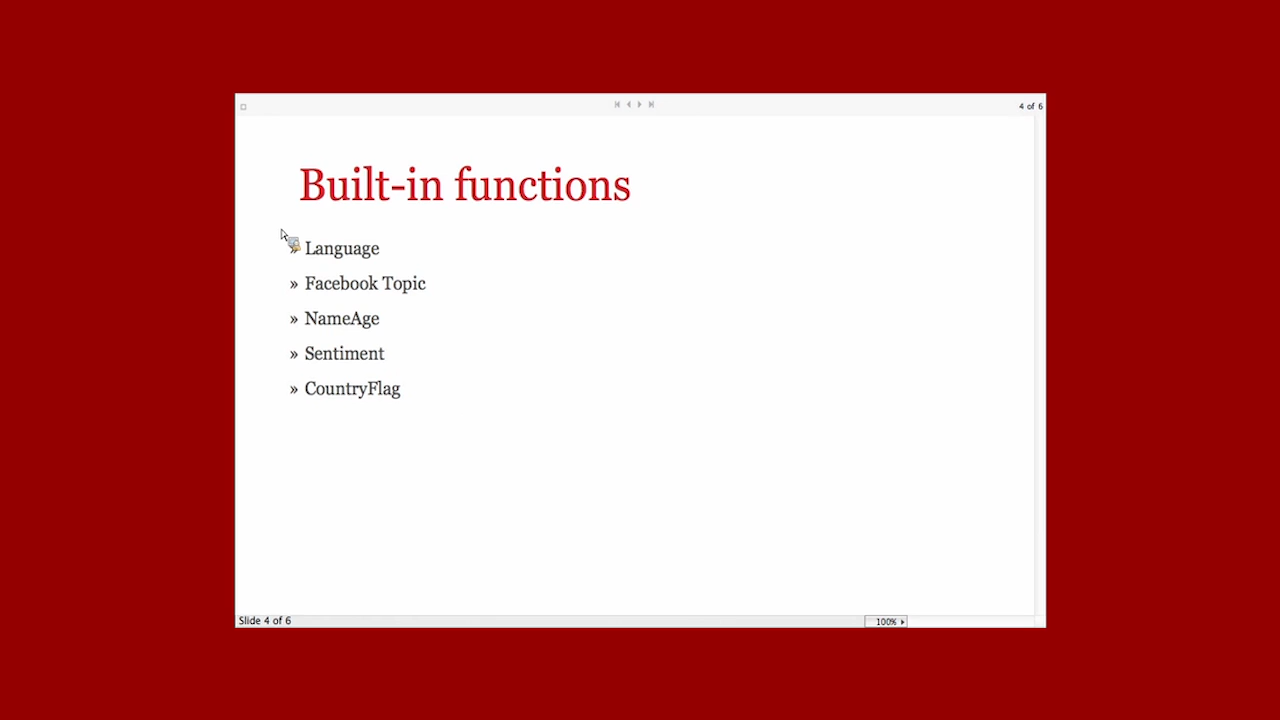 4 of 6
Built-in functions
» Language
» Facebook Topic
» NameAge
» Sentiment
» CountryFlag
Slide 4 of 6
100%